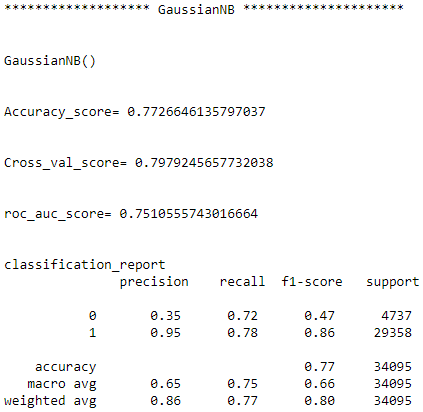 ******************* GaussianNB *********************
GaussianNB()
Accuracy_score= 0.7726646135797037
Cross_val_score= 0.7979245657732038
roc_auc_score= 0.7510555743016664
classification_report
precision recall f1-score support
0 0.35 0.72 0.47 4737
1 0.95 0.78 0.86 29358
accuracy 0.77 34095
macro avg 0.65 0.75 0.66 34095
weighted avg 0.86 0.77 0.80 34095